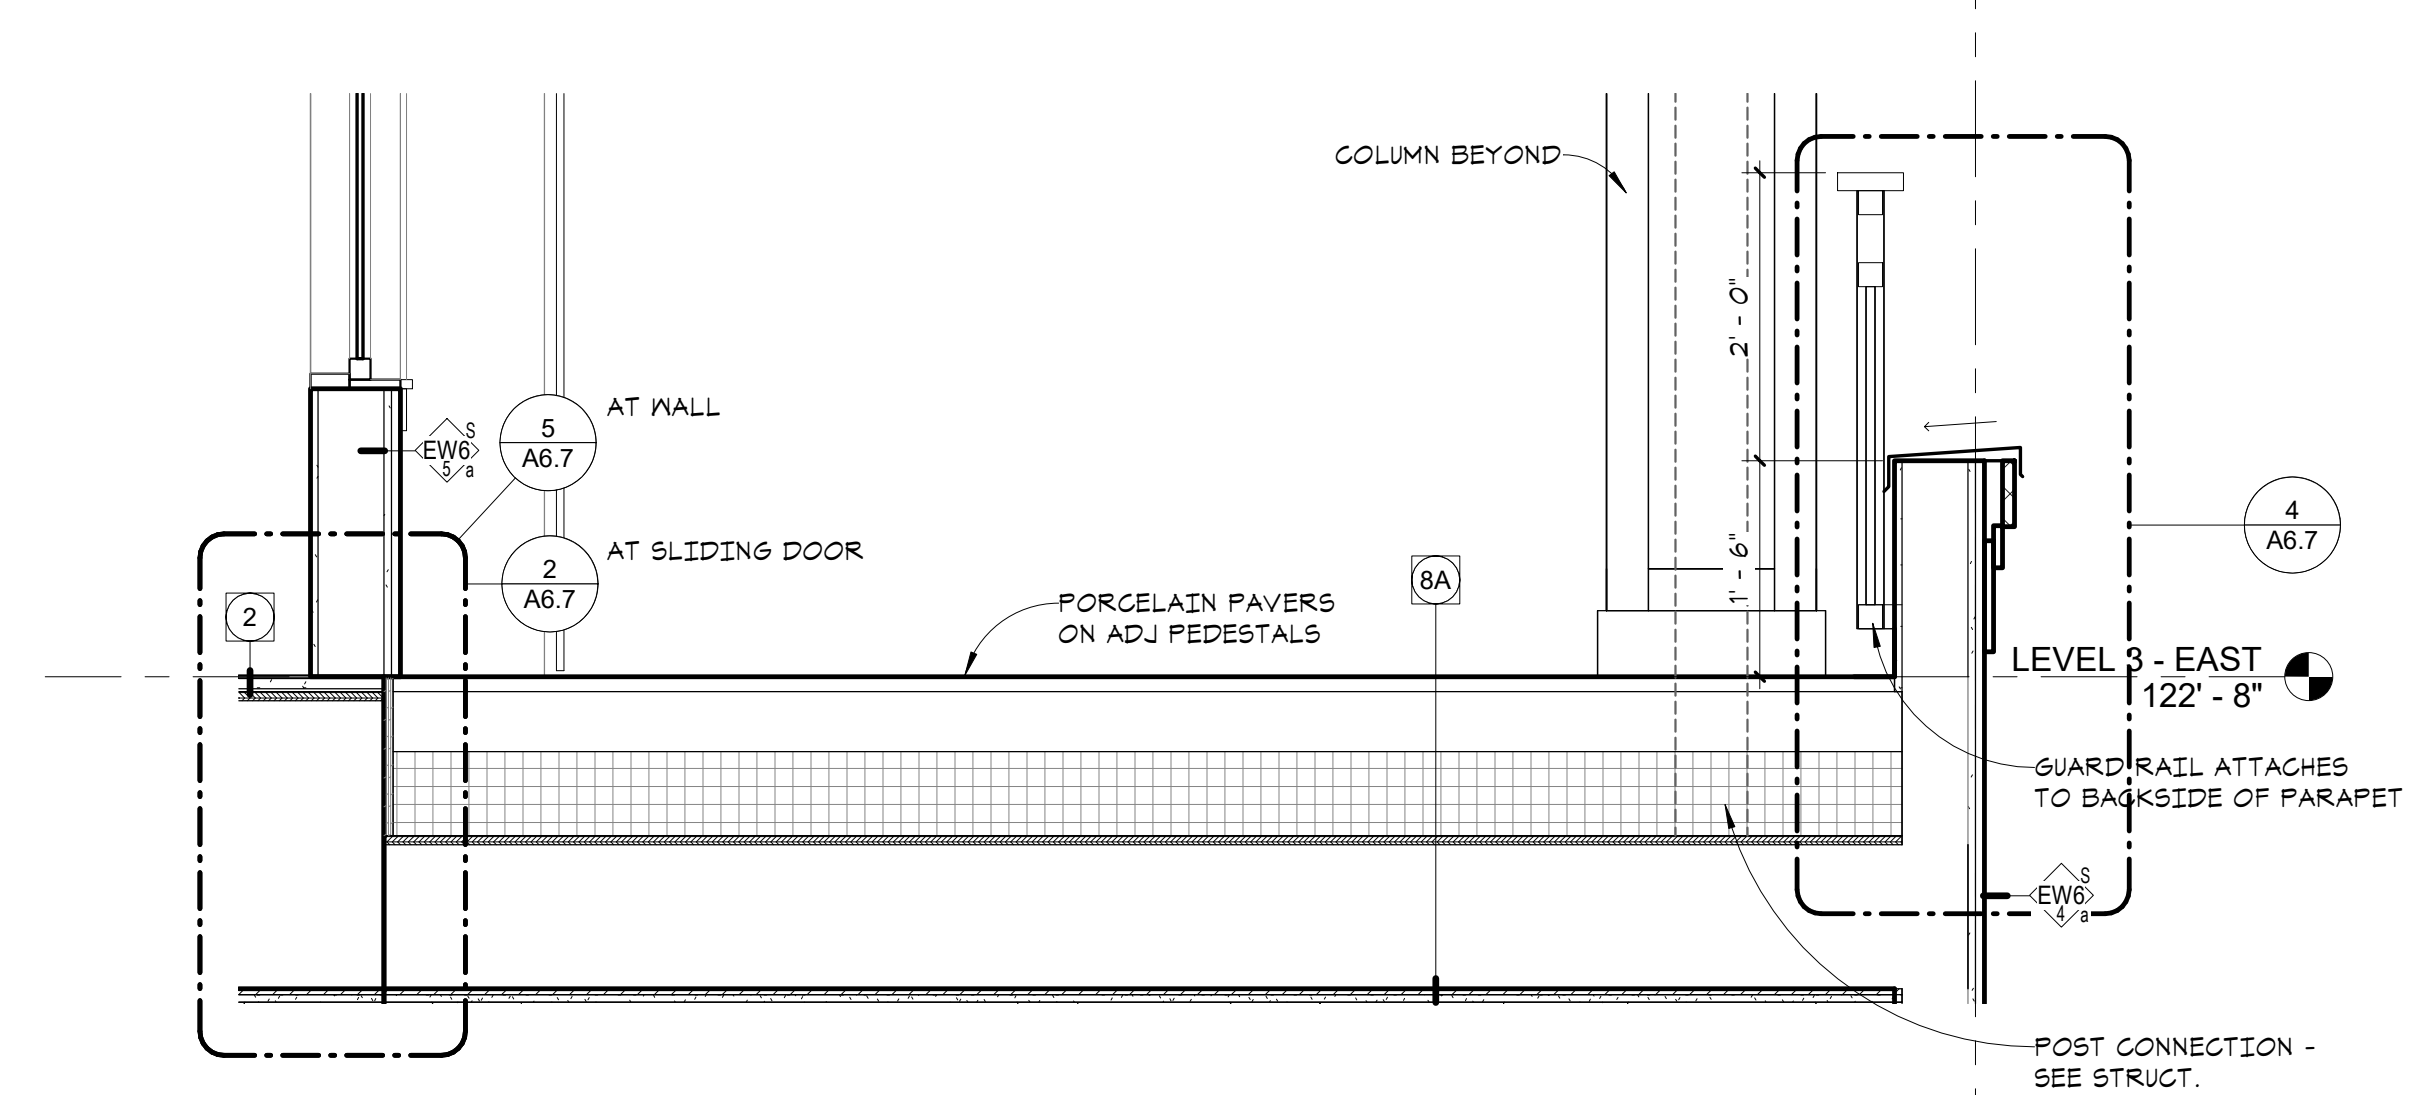 COLUMN BEYOND
2' - 0"
1' - 6"
S
EW6
5 a
5
A6.7
AT WALL
2
A6.7
AT SLIDING DOOR
2
PORCELAIN PAVERS
ON ADJ PEDESTALS
8A
4
A6.7
LEVEL 3 - EAST
122' - 8"
GUARD RAIL ATTACHES
TO BACKSIDE OF PARAPET
S
EW6
4 a
POST CONNECTION -
SEE STRUCT.